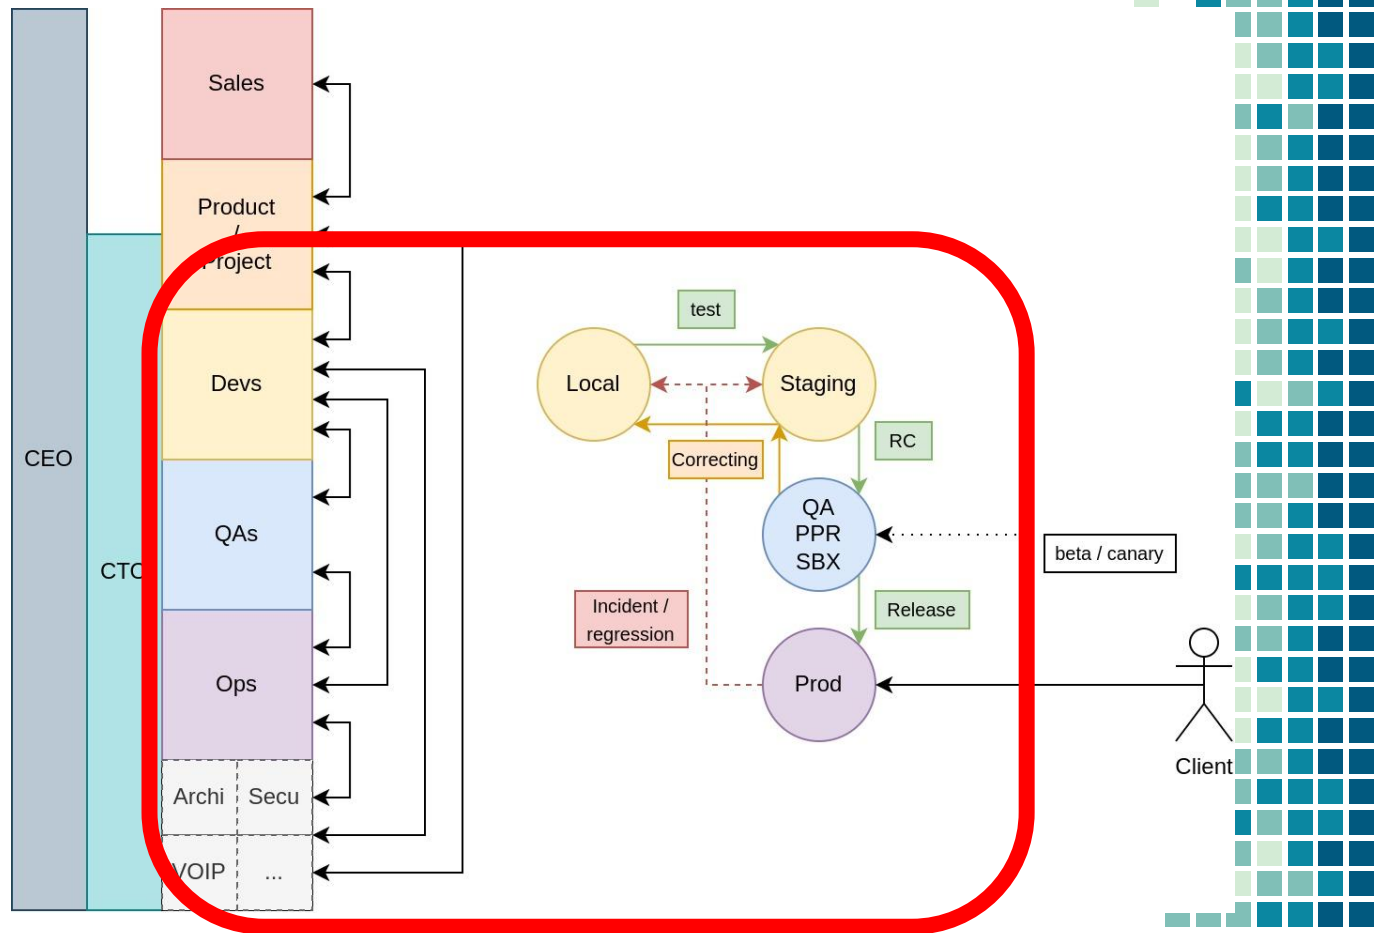 Sales
Product
/
Project
Devs
CEO
QAs
CTO
Ops
Archi
Secu
VOIP
...
test
Local
Staging
RC
Correcting
QA
PPR
SBX
beta / canary
Incident /
regression
Release
Prod
Client